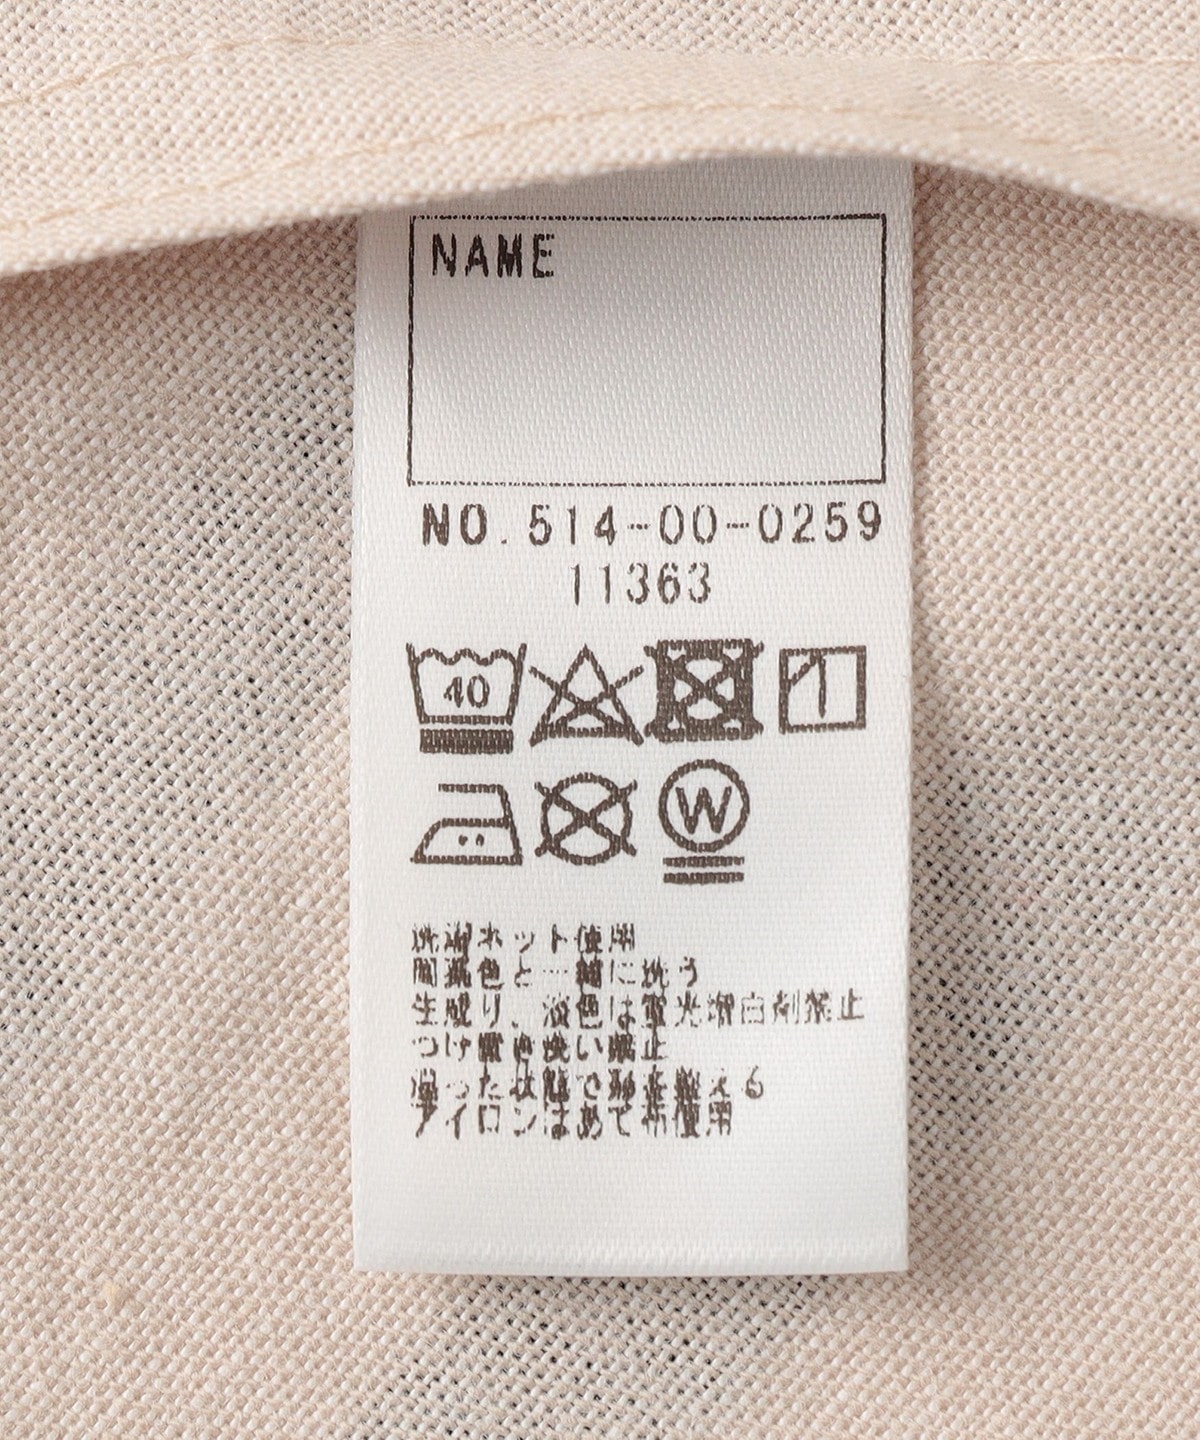 NAME
NO.514-00-0259
11363
40
W
洗濯ネット使用
同系色と一緒に洗う
生成り、淡色は蛍光増白剤禁止
つけ置き洗い禁止
湿った状態で形を整える
アイロンはあて布使用